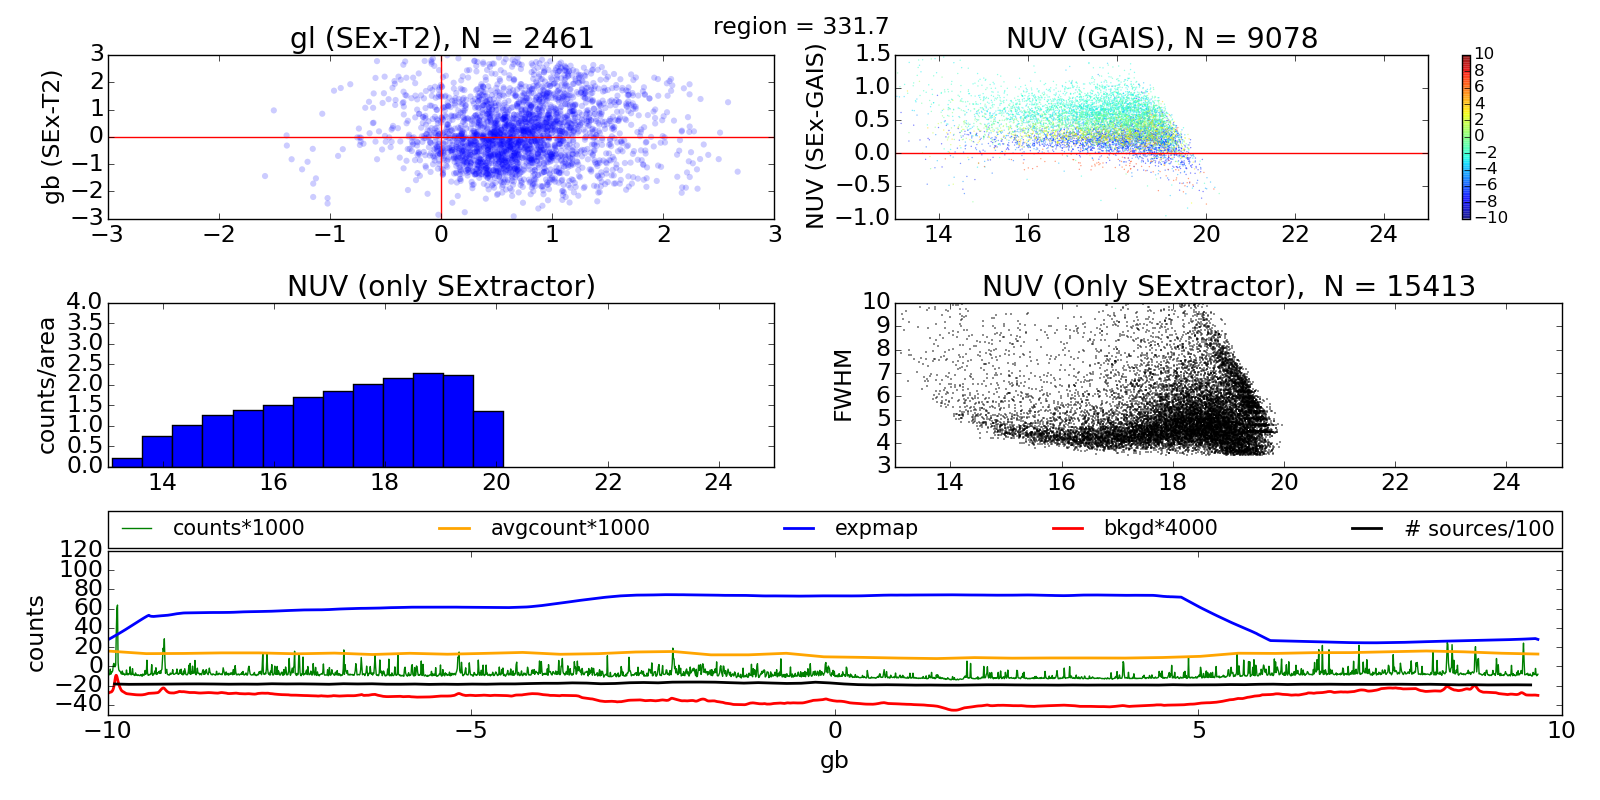 region = 331.7
gl (SEx-T2), N = 2461
gb (SEx-T2)
3
2
1
0
−1
−2
−3
−3 −2 −1 0 1 2 3
NUV (GAIS), N = 9078
NUV (SEx-GAIS)
1.5
1.0
0.5
0.0
−0.5
−1.0
14 16 18 20 22 24
10
8
6
4
2
0
−2
−4
−6
−8
−10
NUV (only SExtractor)
counts/area
4.0
3.5
3.0
2.5
2.0
1.5
1.0
0.5
0.0
14 16 18 20 22 24
NUV (Only SExtractor),  N = 15413
FWHM
10
9
8
7
6
5
4
3
14 16 18 20 22 24
counts*1000 avgcount*1000 expmap bkgd*4000 # sources/100
counts
120
100
80
60
40
20
0
−20
−40
−10 −5 0 5 10
gb